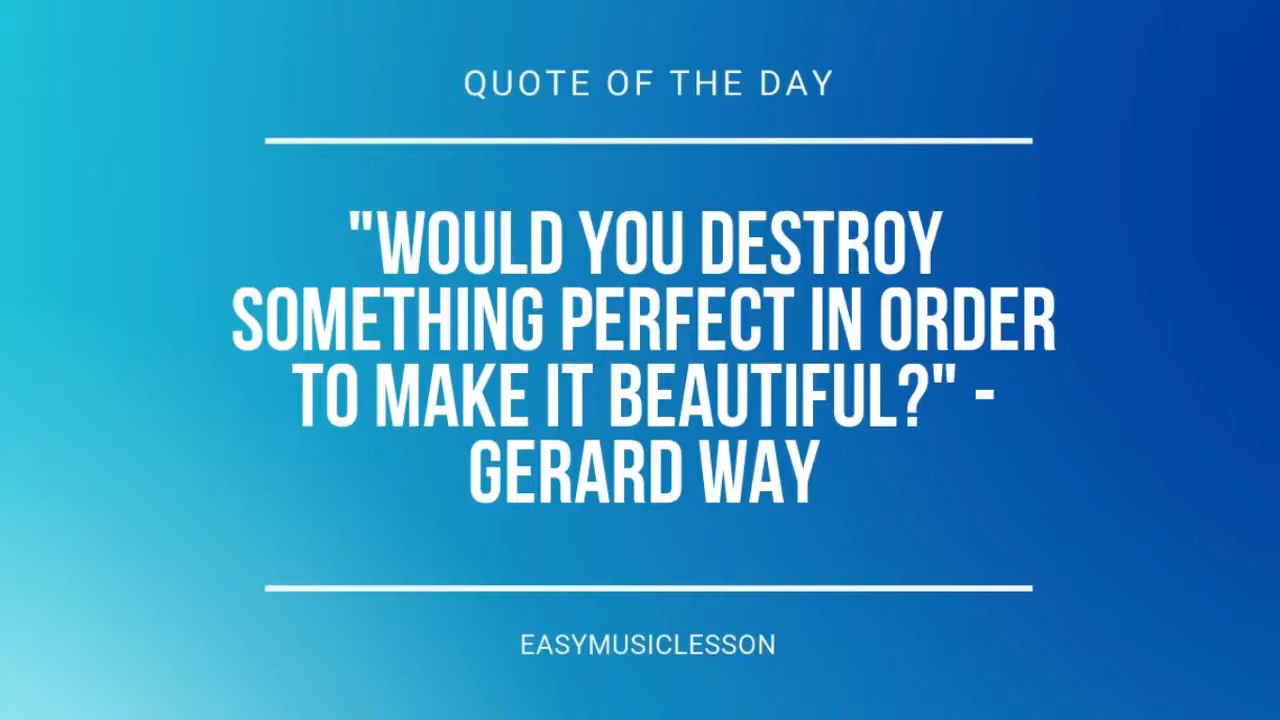 QUOTE OF THE DAY
"WOULD YOU DESTROY
SOMETHING PERFECT IN ORDER
TO MAKE IT BEAUTIFUL?" -
GERARD WAY
EASYMUSICLESSON